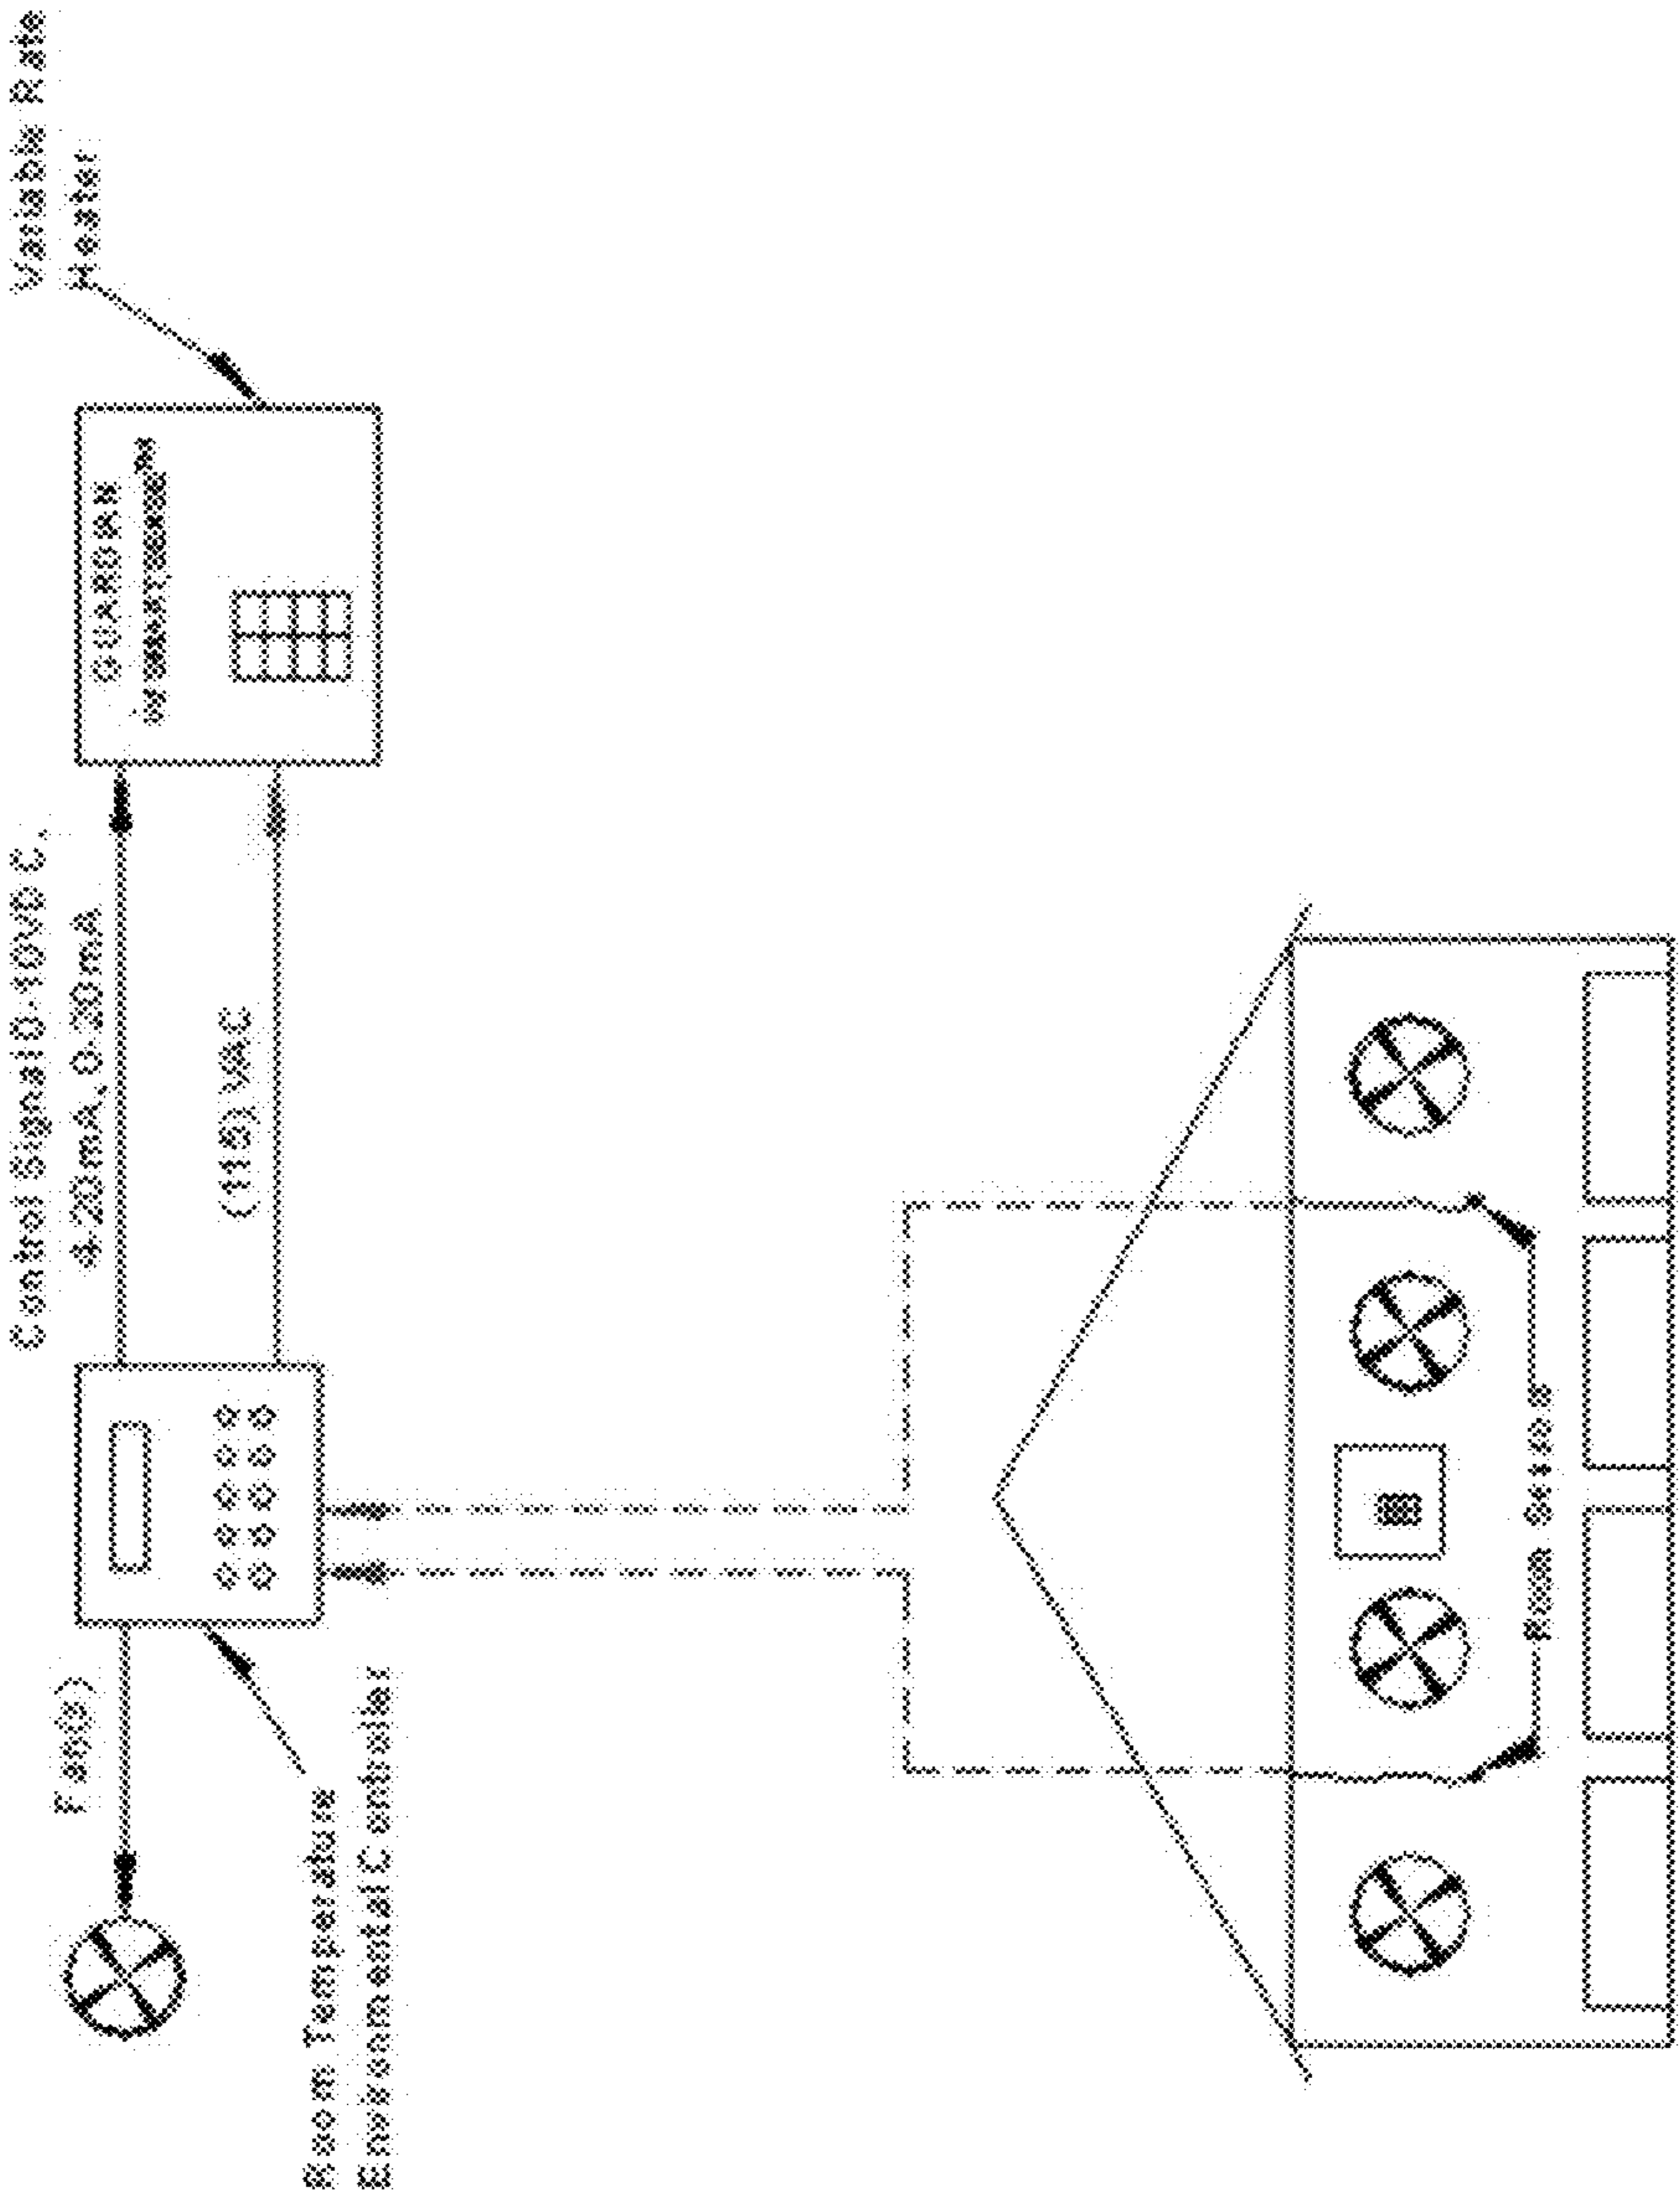 Control Signal 0-10VDC,
4-20mA, 0-20mA
Variable Rate
Heater
Fan(s)
(115) VAC
Room Temperature
Environmental Controller
Room Sensors